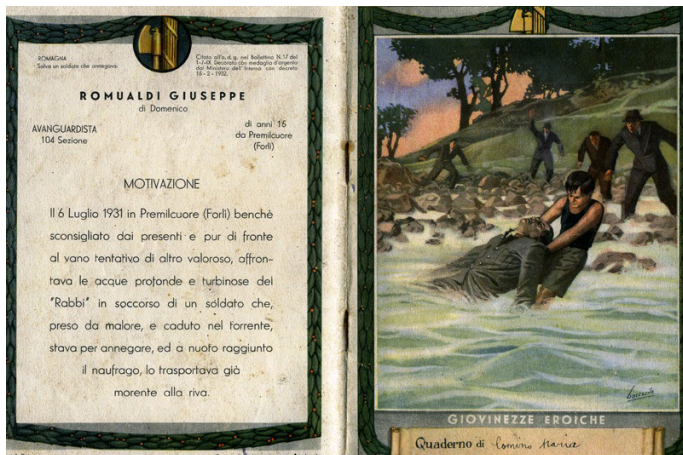 ROMAGNA
Salva un soldato che annegava.
Citato all'o. d. g. nel Bollettino N. 17 del
Decorato con medaglia d'argento
dal Ministero dell'Interno con decreto
16 - 2 - 1932.
ROMUALDI GIUSEPPE
di Domenico
AVANGUARDISTA
104 Sezione
di anni 15
da Premilcuore
(Forlì)
MOTIVAZIONE
Il 6 Luglio 1931 in Premilcuore (Forlì) benchè
sconsigliato dai presenti e pur di fronte
al vano tentativo di altro valoroso, affron-
tava le acque profonde e turbinose del
"Rabbi" in soccorso di un soldato che,
preso da malore, e caduto nel torrente,
stava per annegare, ed a nuoto raggiunto
il naufrago, lo trasportava già
morente alla riva.
GIOVINEZZE EROICHE
Quaderno di Comino Maria